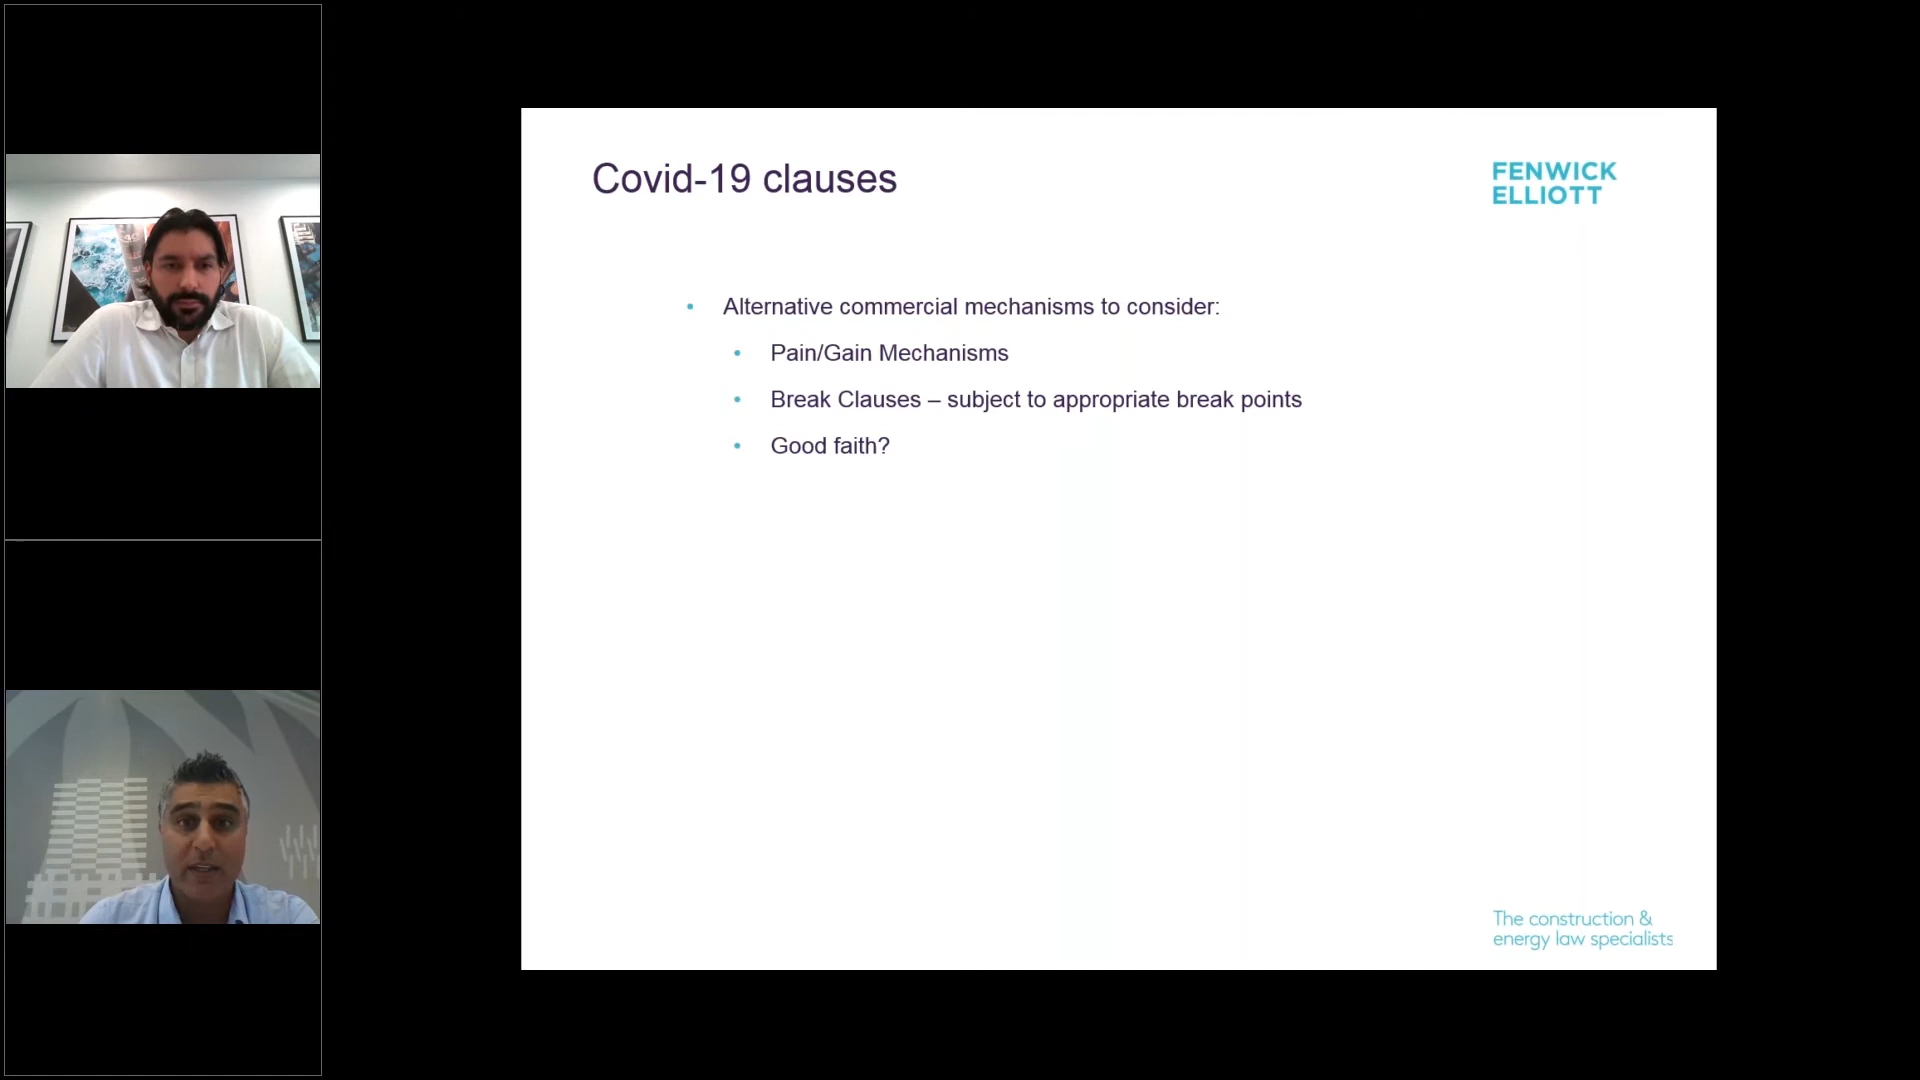 Covid-19 clauses
FENWICK
ELLIOTT
Alternative commercial mechanisms to consider:
Pain/Gain Mechanisms
Break Clauses – subject to appropriate break points
Good faith?
The construction &
energy law specialists